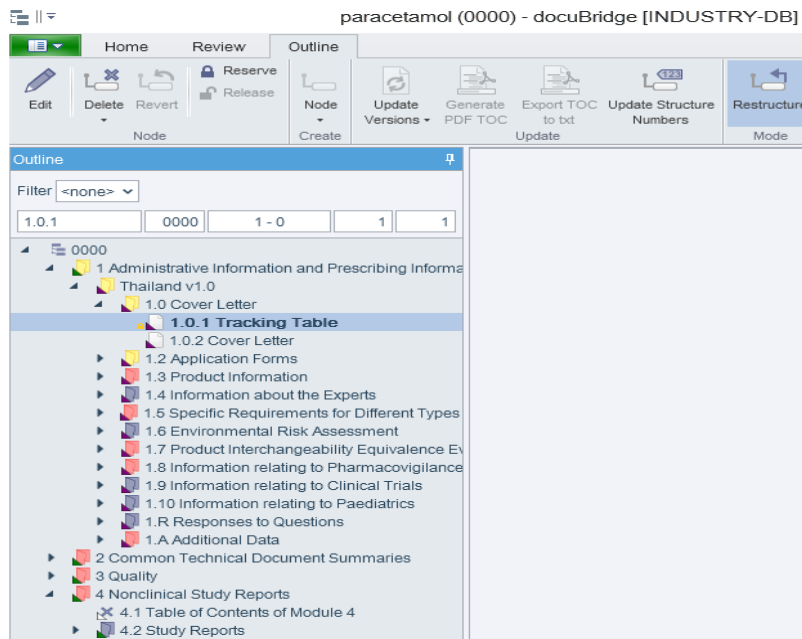 paracetamol (0000) - docuBridge [INDUSTRY-DB]
Home Review Outline
Edit Delete Revert Reserve Release Node Update Versions Generate PDF TOC Export TOC to txt Update Structure Numbers Restructure
Node Create Update Mode
Outline
Filter <none>
1.0.1 0000 1 - 0 1 1
0000
1 Administrative Information and Prescribing Informa
Thailand v1.0
1.0 Cover Letter
1.0.1 Tracking Table
1.0.2 Cover Letter
1.2 Application Forms
1.3 Product Information
1.4 Information about the Experts
1.5 Specific Requirements for Different Types
1.6 Environmental Risk Assessment
1.7 Product Interchangeability Equivalence Ev
1.8 Information relating to Pharmacovigilance
1.9 Information relating to Clinical Trials
1.10 Information relating to Paediatrics
1.R Responses to Questions
1.A Additional Data
2 Common Technical Document Summaries
3 Quality
4 Nonclinical Study Reports
4.1 Table of Contents of Module 4
4.2 Study Reports